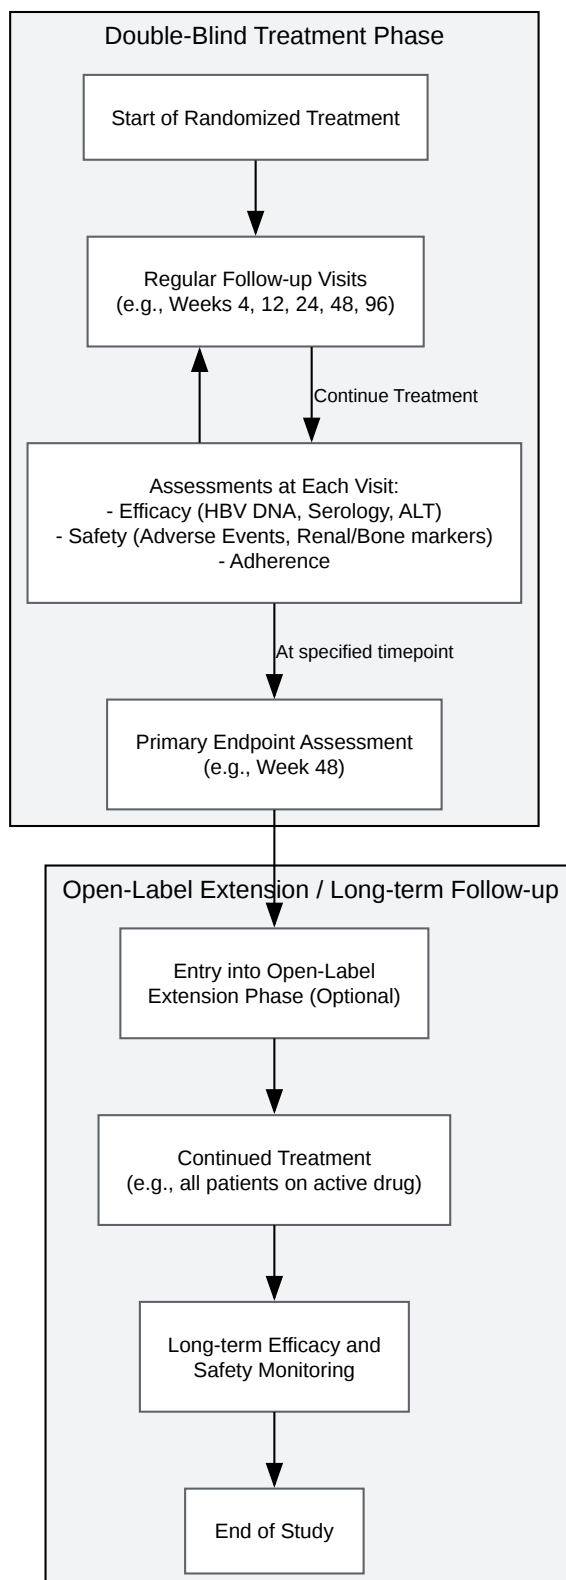 Double-Blind Treatment Phase
Start of Randomized Treatment
Regular Follow-up Visits
(e.g., Weeks 4, 12, 24, 48, 96)
Continue Treatment
Assessments at Each Visit:
- Efficacy (HBV DNA, Serology, ALT)
- Safety (Adverse Events, Renal/Bone markers)
- Adherence
At specified timepoint
Primary Endpoint Assessment
(e.g., Week 48)
Open-Label Extension / Long-term Follow-up
Entry into Open-Label
Extension Phase (Optional)
Continued Treatment
(e.g., all patients on active drug)
Long-term Efficacy and
Safety Monitoring
End of Study